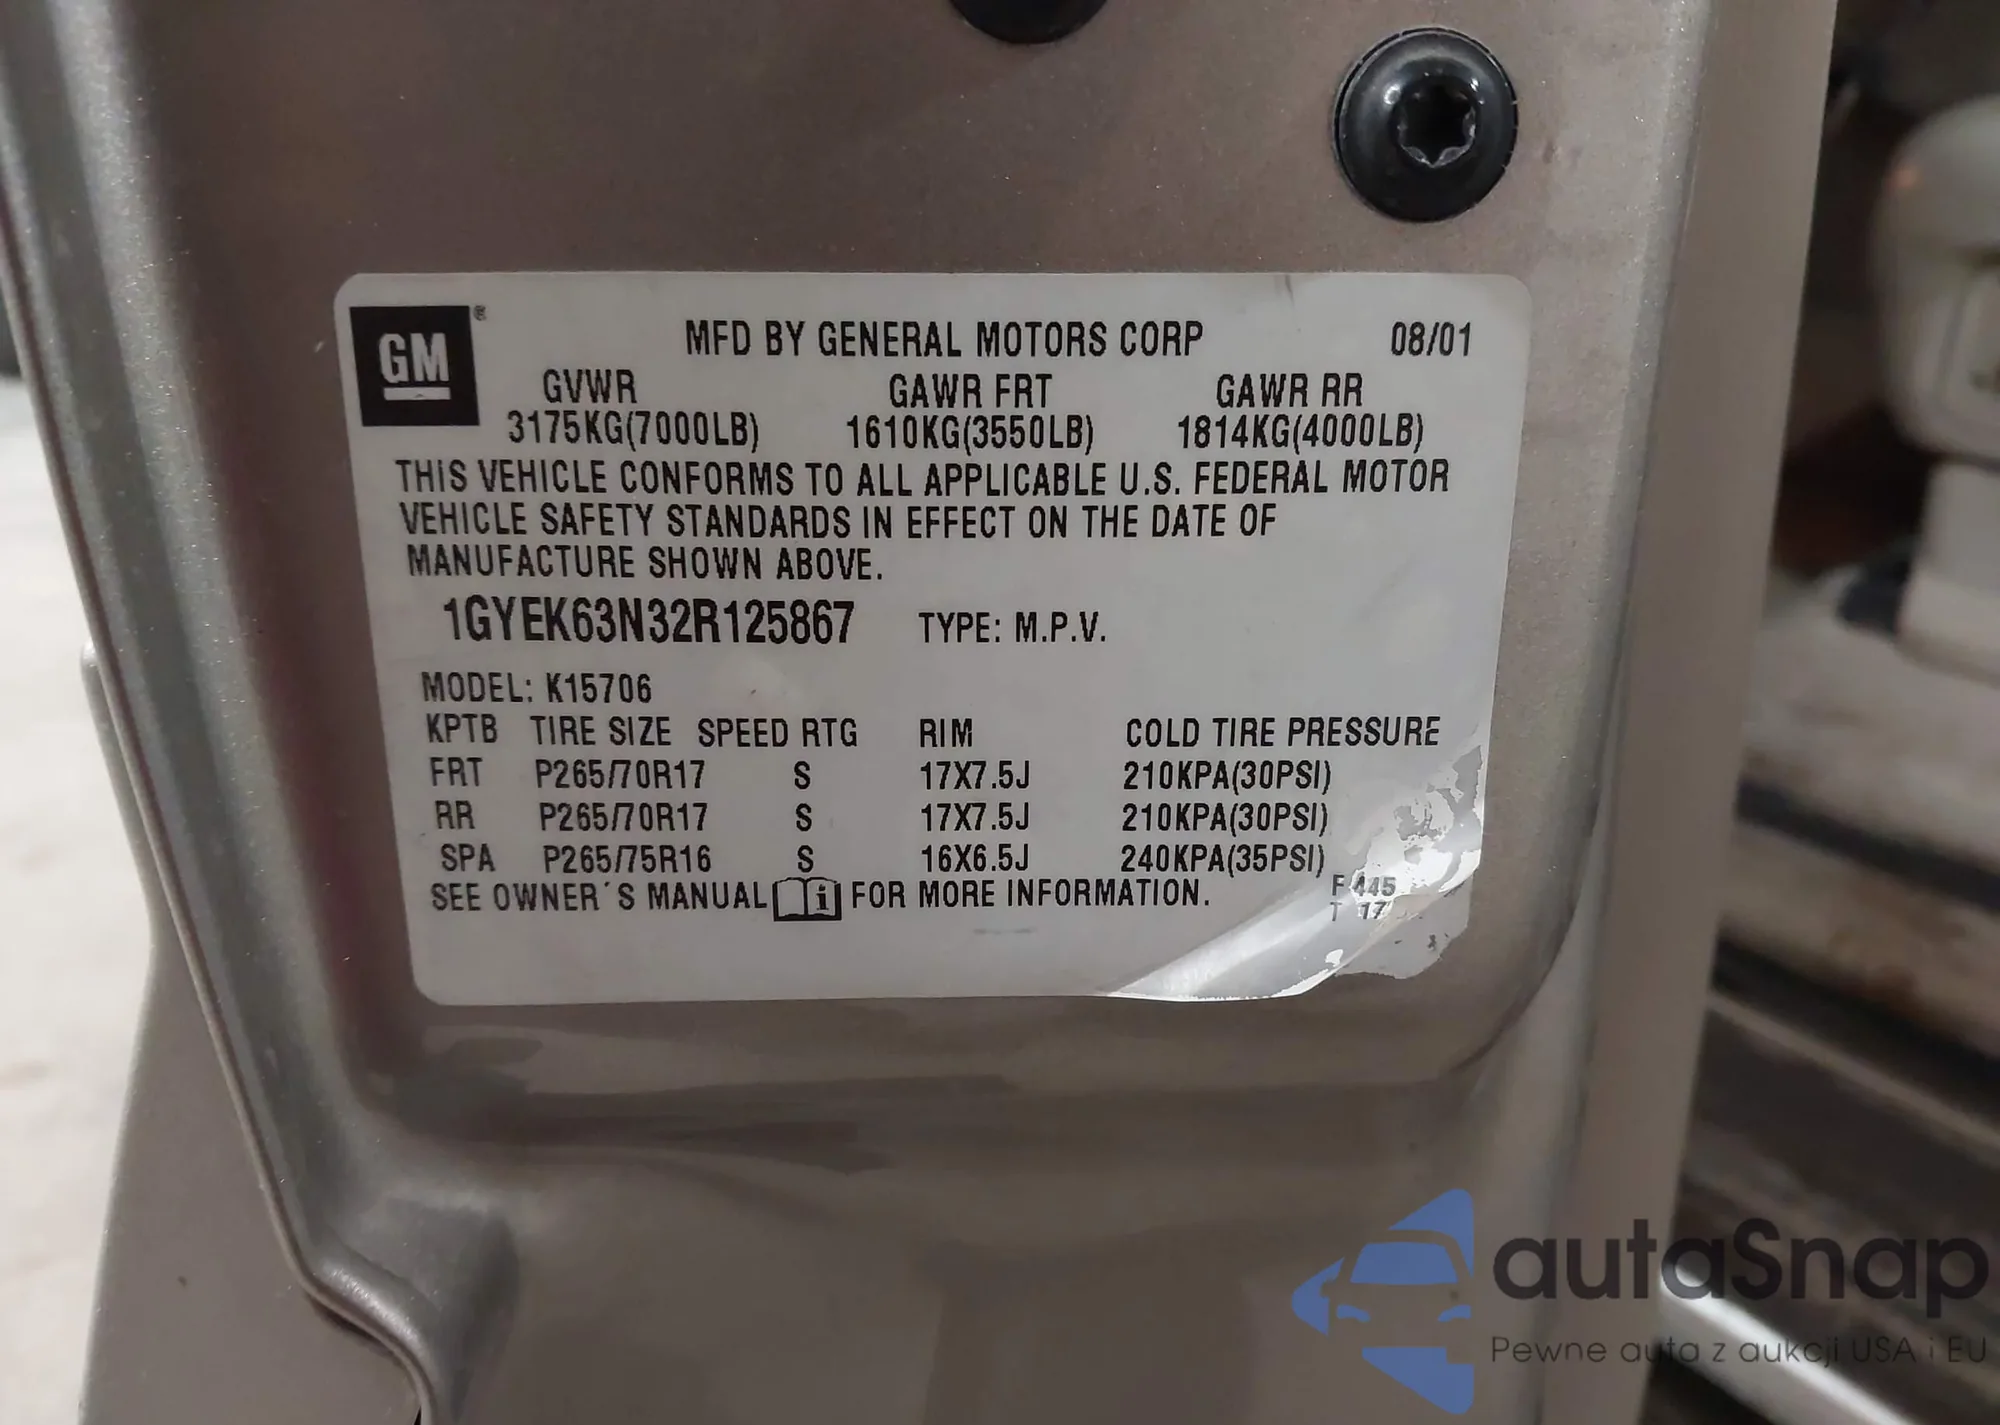 GM ®
MFD BY GENERAL MOTORS CORP 08/01
GVWR GAWR FRT GAWR RR
3175KG(7000LB) 1610KG(3550LB) 1814KG(4000LB)
THIS VEHICLE CONFORMS TO ALL APPLICABLE U.S. FEDERAL MOTOR
VEHICLE SAFETY STANDARDS IN EFFECT ON THE DATE OF
MANUFACTURE SHOWN ABOVE.
1GYEK63N32R125867 TYPE: M.P.V.
MODEL: K15706
KPTB TIRE SIZE SPEED RTG RIM COLD TIRE PRESSURE
FRT P265/70R17 S 17X7.5J 210KPA(30PSI)
RR P265/70R17 S 17X7.5J 210KPA(30PSI)
SPA P265/75R16 S 16X6.5J 240KPA(35PSI)
SEE OWNER´S MANUAL i FOR MORE INFORMATION.
F 445
T 17
autaSnap
Pewne auta z aukcji USA i EU